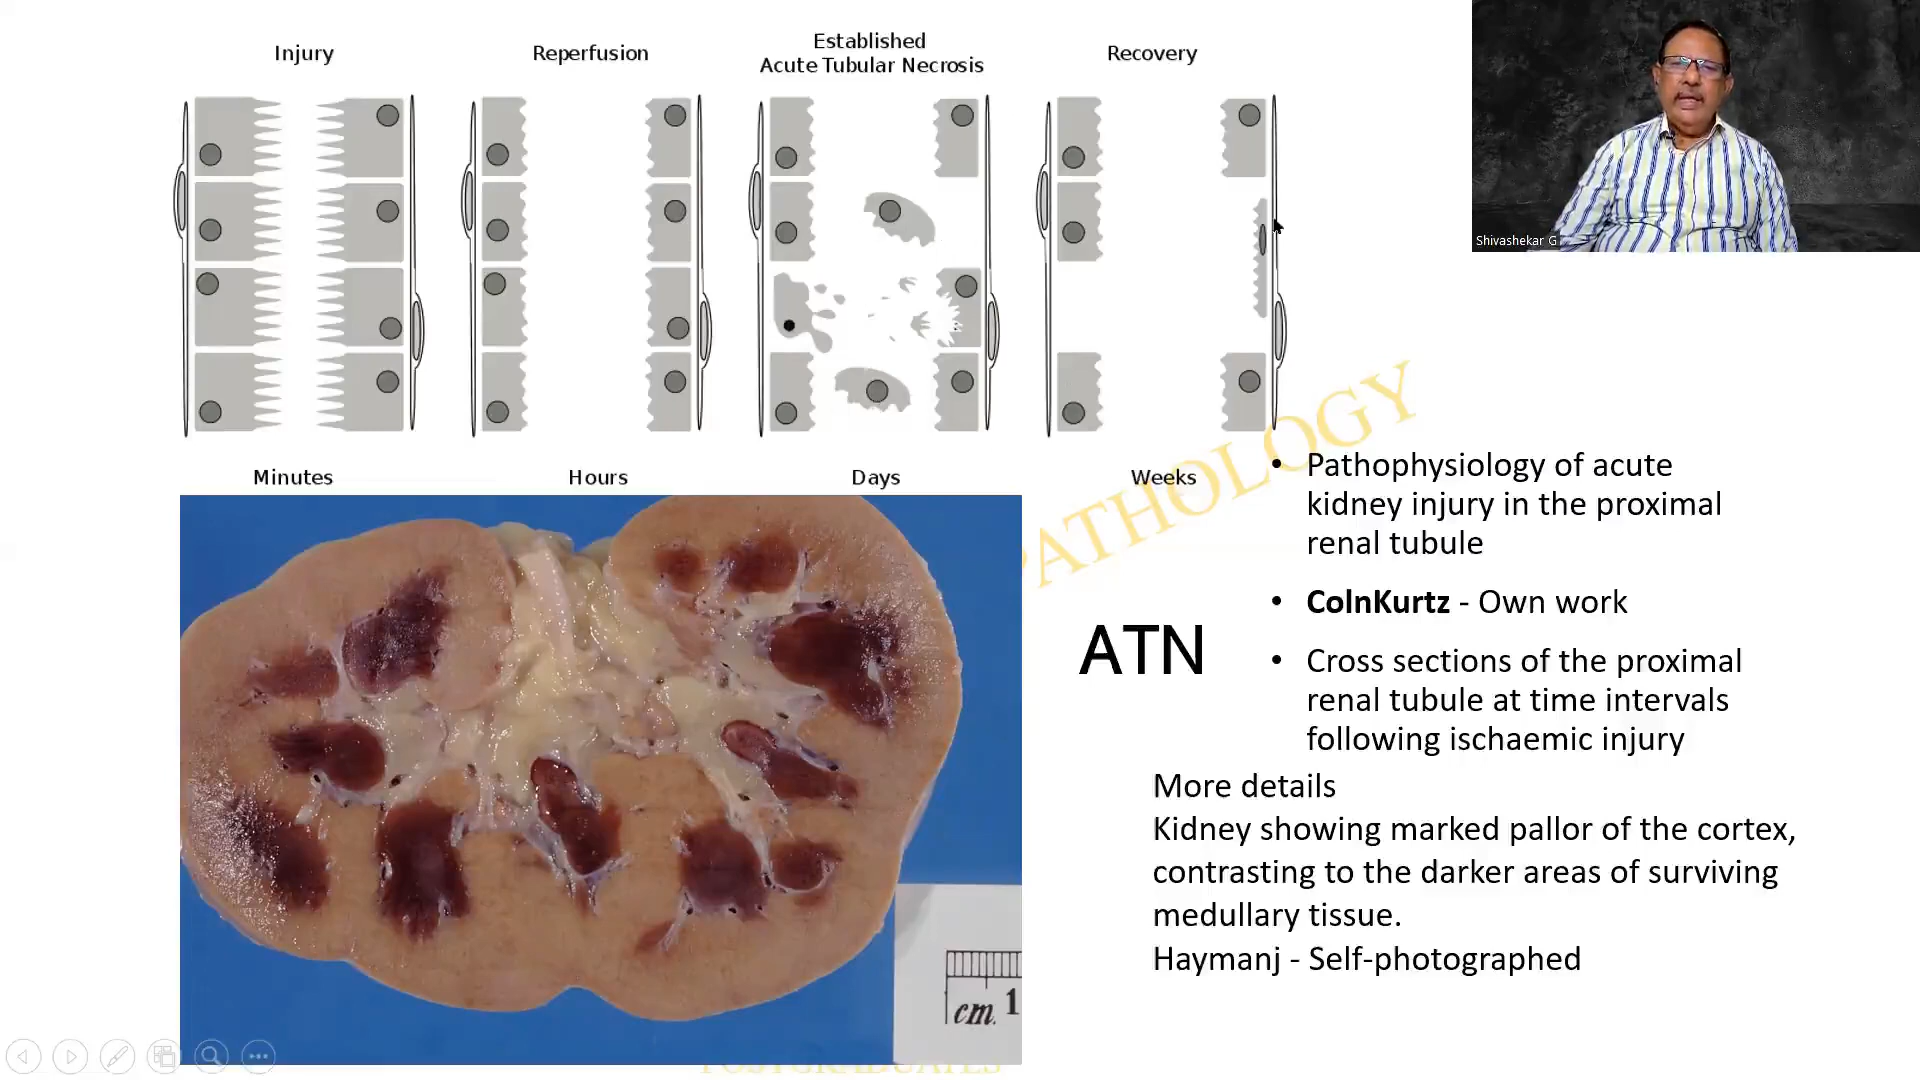 Injury
Reperfusion
Established
Acute Tubular Necrosis
Recovery
Shivashekar G
Minutes
Hours
Days
Weeks
PATHOLOGY
• Pathophysiology of acute
kidney injury in the proximal
renal tubule
• ColnKurtz - Own work
ATN
• Cross sections of the proximal
renal tubule at time intervals
following ischaemic injury
More details
Kidney showing marked pallor of the cortex,
contrasting to the darker areas of surviving
medullary tissue.
Haymanj - Self-photographed
cm. 1
POSTGRADUATES